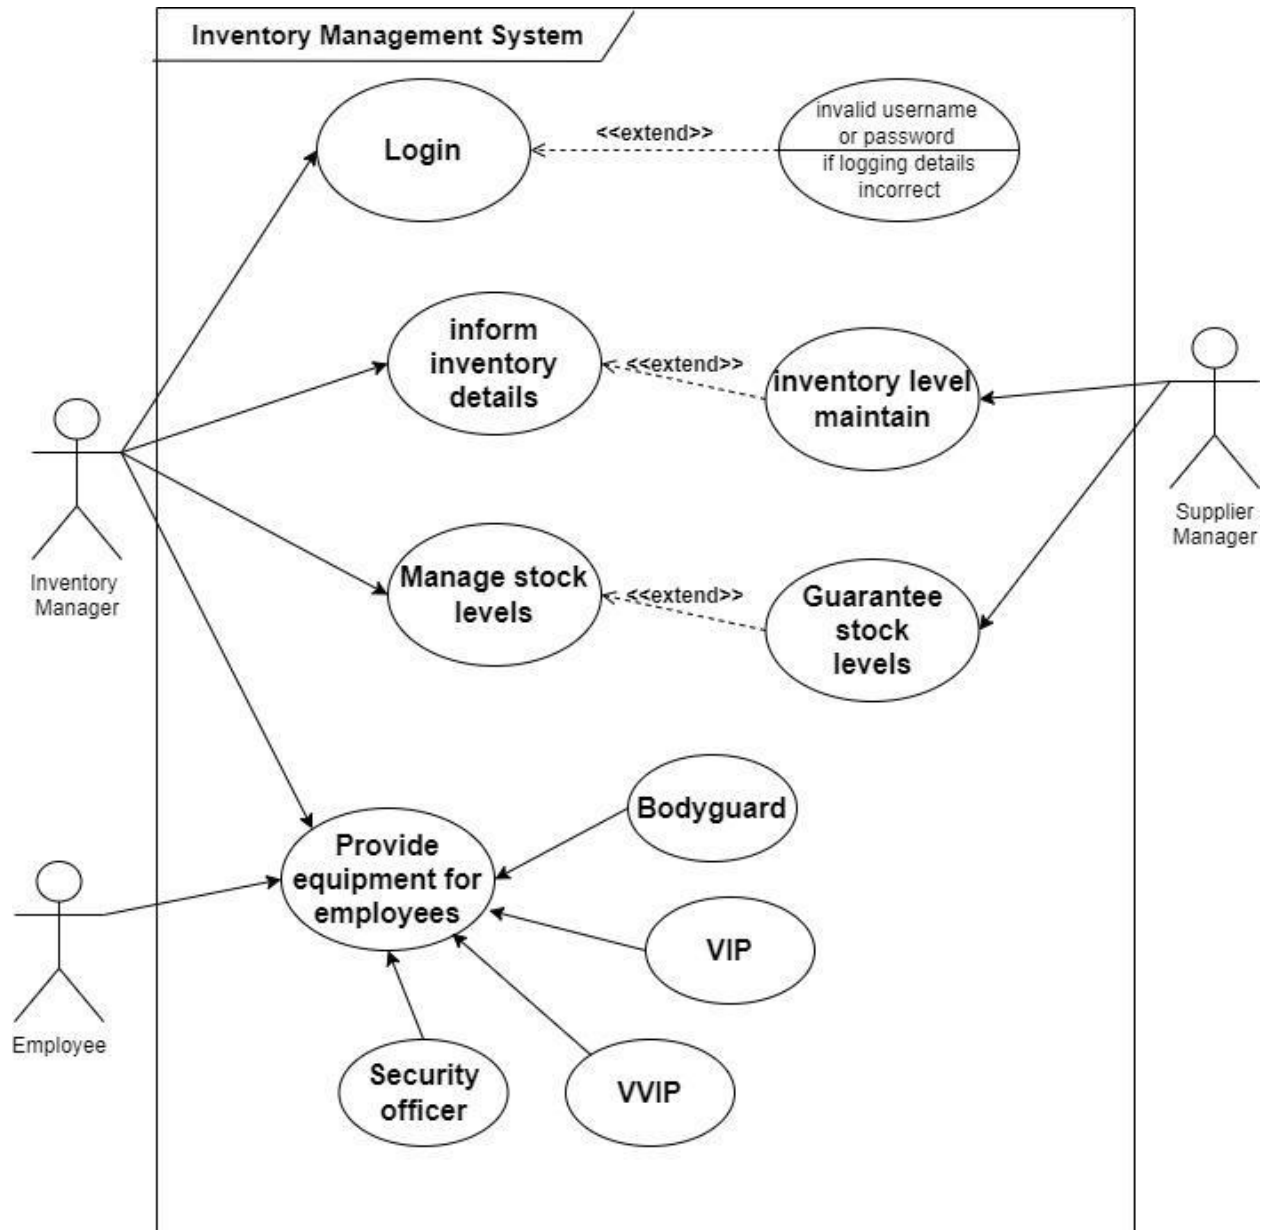 Inventory Management System
Login
<<extend>>
invalid username
or password
if logging details
incorrect
inform
inventory
details
<<extend>>
inventory level
maintain
Supplier
Manager
Inventory
Manager
Manage stock
levels
<<extend>>
Guarantee
stock
levels
Provide
equipment for
employees
Bodyguard
VIP
VVIP
Security
officer
Employee